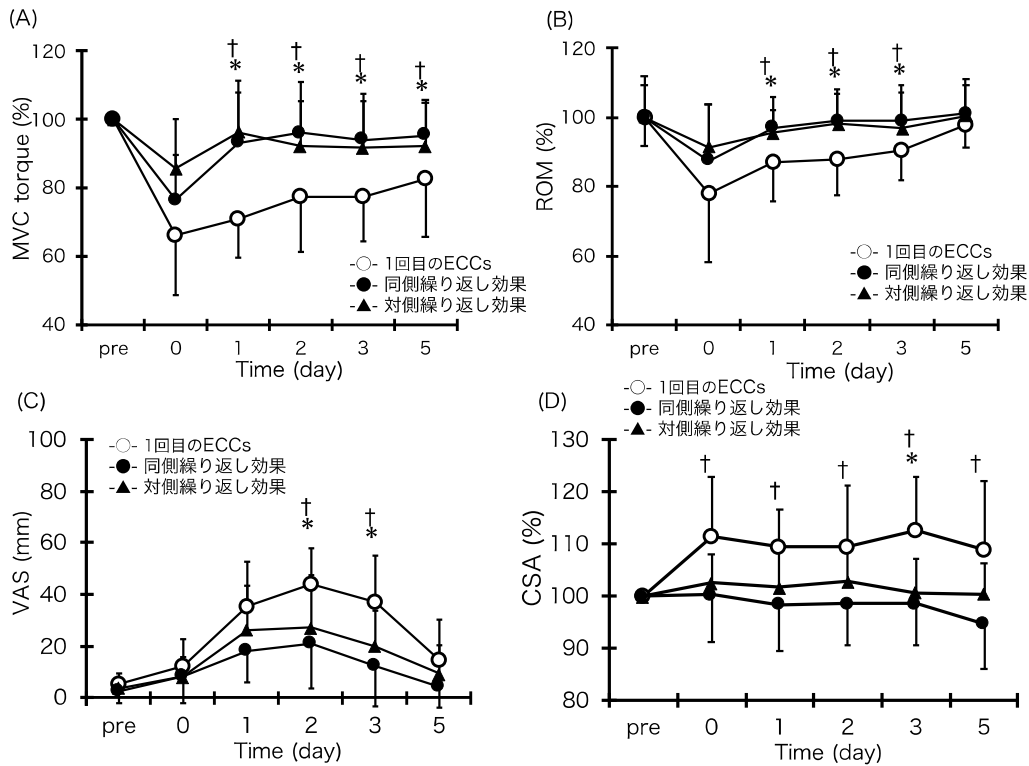 (A)
MVC torque (%)
120
100
80
60
40
† † † †
* * * *
-○- 1回目のECCs
-●- 同側繰り返し効果
-▲- 対側繰り返し効果
pre 0 1 2 3 5
Time (day)
(B)
ROM (%)
120
100
80
60
40
† † †
* * *
-○- 1回目のECCs
-●- 同側繰り返し効果
-▲- 対側繰り返し効果
pre 0 1 2 3 5
Time (day)
(C)
VAS (mm)
100
80
60
40
20
0
-○- 1回目のECCs
-●- 同側繰り返し効果
-▲- 対側繰り返し効果
† †
* *
pre 0 1 2 3 5
Time (day)
(D)
-○- 1回目のECCs
-●- 同側繰り返し効果
-▲- 対側繰り返し効果
CSA (%)
130
120
110
100
90
80
† † † † †
*
pre 0 1 2 3 5
Time (day)